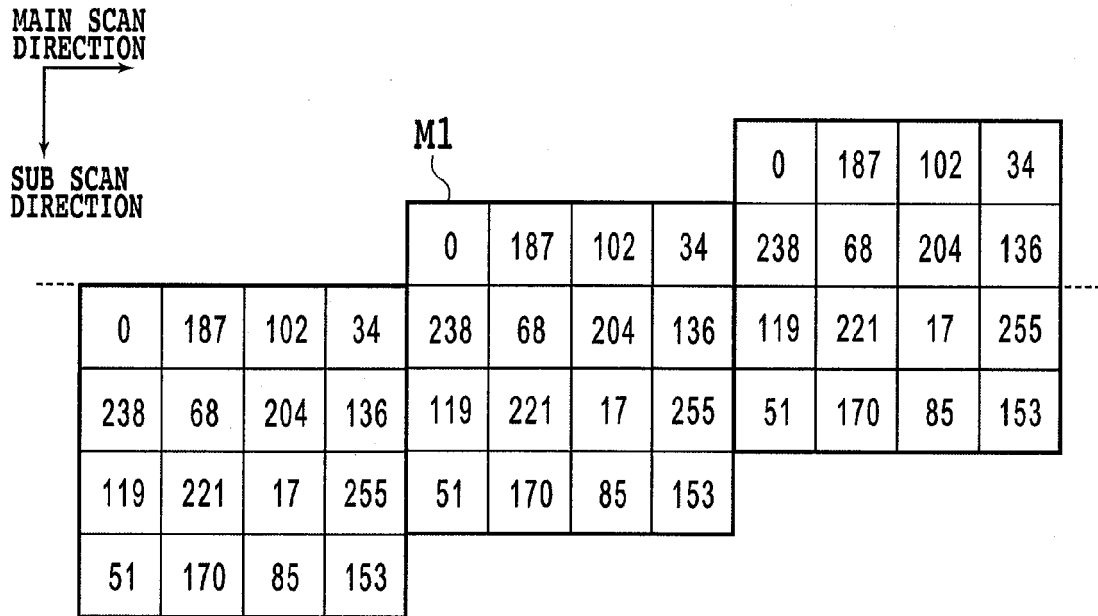 MAIN SCAN
DIRECTION
SUB SCAN
DIRECTION
M1
0 187 102 34
0 187 102 34 238 68 204 136
0 187 102 34 238 68 204 136 119 221 17 255
238 68 204 136 119 221 17 255 51 170 85 153
119 221 17 255 51 170 85 153
51 170 85 153